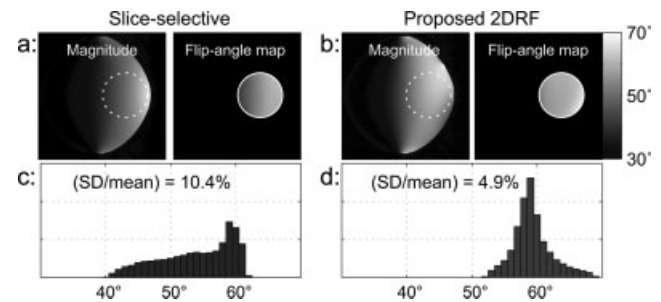 Slice-selective
Proposed 2DRF
a: Magnitude Flip-angle map
b: Magnitude Flip-angle map
70°
50°
30°
c: (SD/mean) = 10.4%
d: (SD/mean) = 4.9%
40° 50° 60°
40° 50° 60°